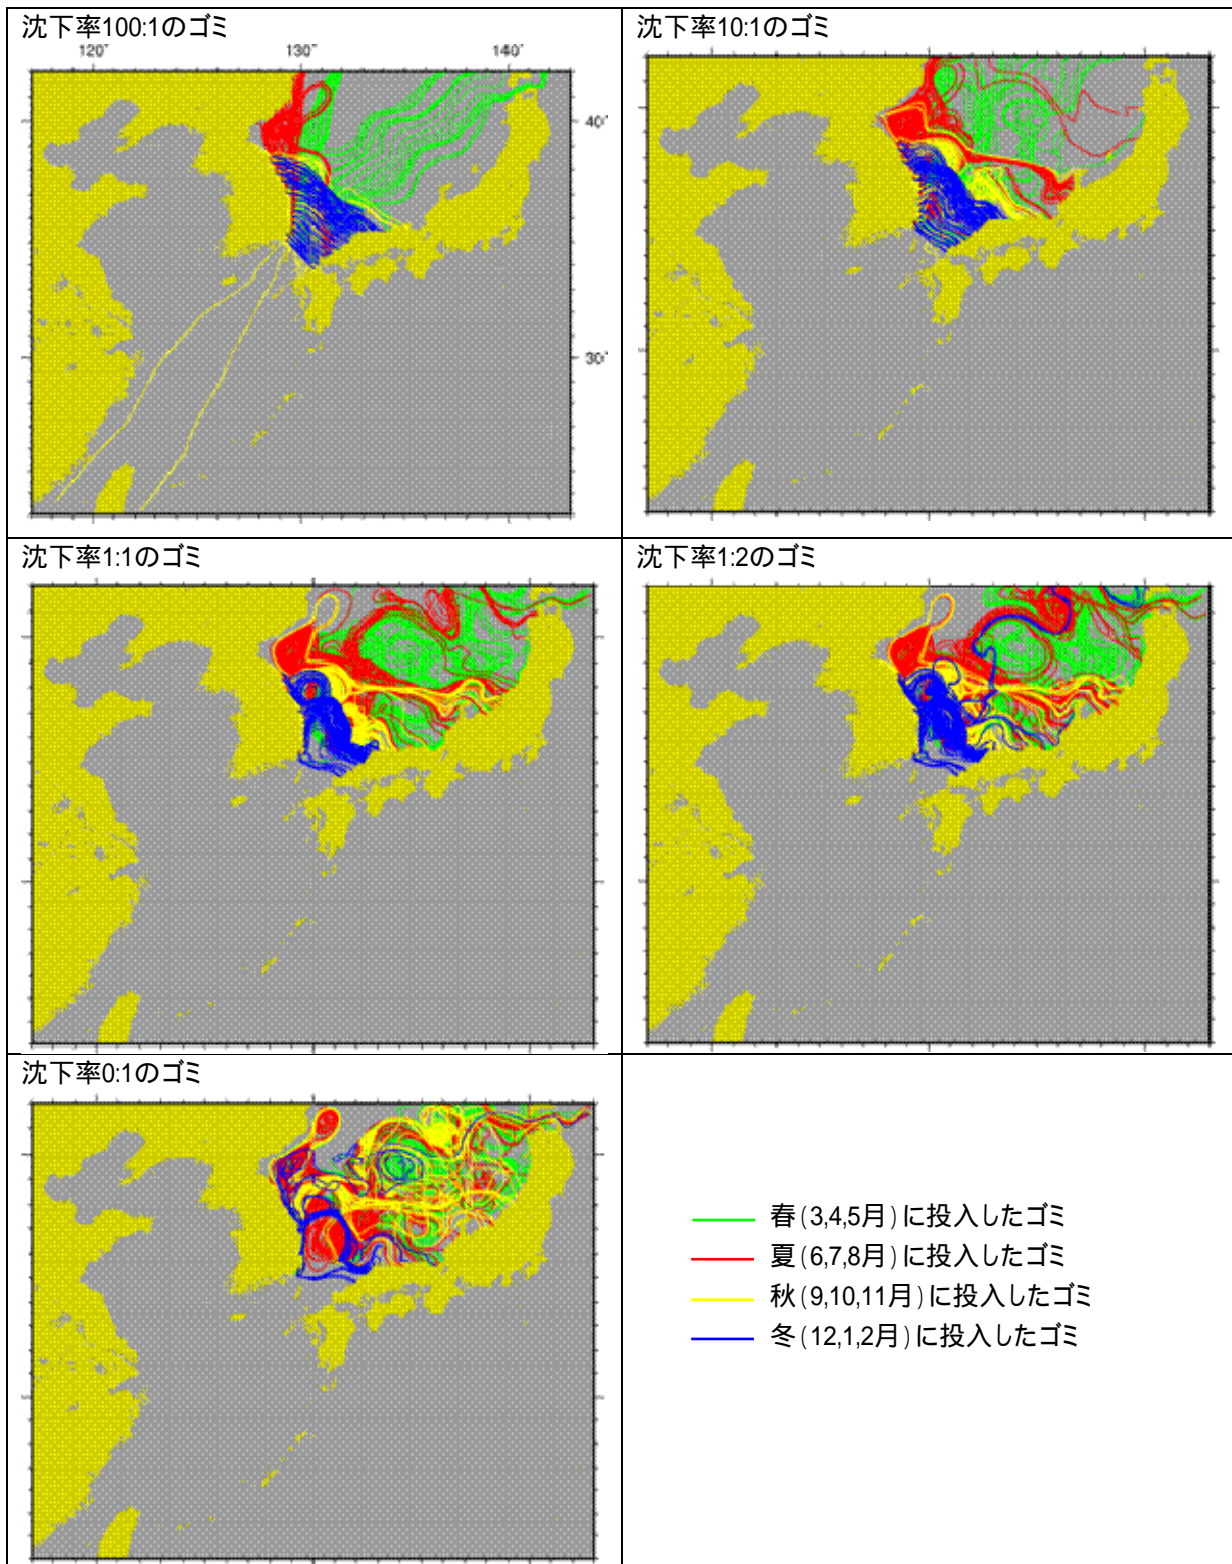 沈下率100:1のゴミ
沈下率10:1のゴミ
120°
130°
140°
40°
30°
沈下率1:1のゴミ
沈下率1:2のゴミ
沈下率0:1のゴミ
春(3,4,5月)に投入したゴミ
夏(6,7,8月)に投入したゴミ
秋(9,10,11月)に投入したゴミ
冬(12,1,2月)に投入したゴミ